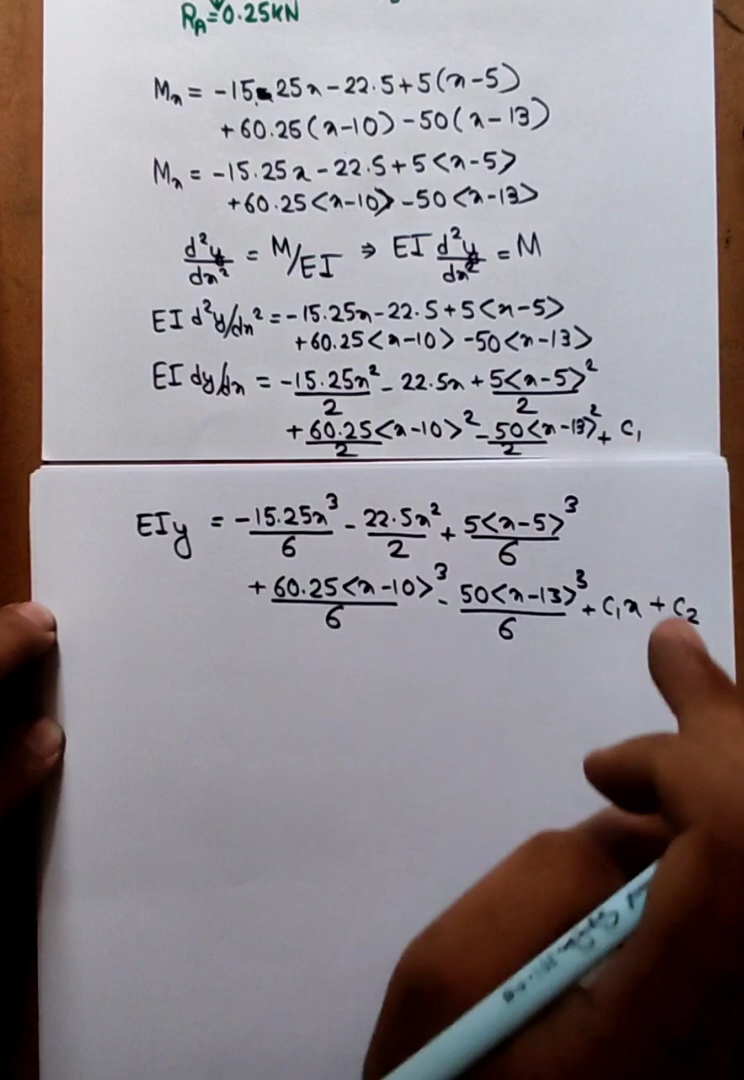 R_A=0.25kN
Mₓ = -15.25x-22.5+5(x-5)
+60.25(x-10)-50(x-13)
Mₓ = -15.25x-22.5+5<x-5>
+60.25<x-10>-50<x-13>
d²y/dx² = M/EI ⇒ EI d²y/dx² = M
EI d²y/dx² = -15.25x-22.5+5<x-5>
+60.25<x-10>-50<x-13>
EI dy/dx = -15.25x²/2 - 22.5x + 5<x-5>²/2
+ 60.25/2<x-10>² - 50<x-13>²/2 + C₁
EIy = -15.25x³/6 - 22.5x²/2 + 5<x-5>³/6
+ 60.25<x-10>³/6 - 50<x-13>³/6 + C₁x + C₂